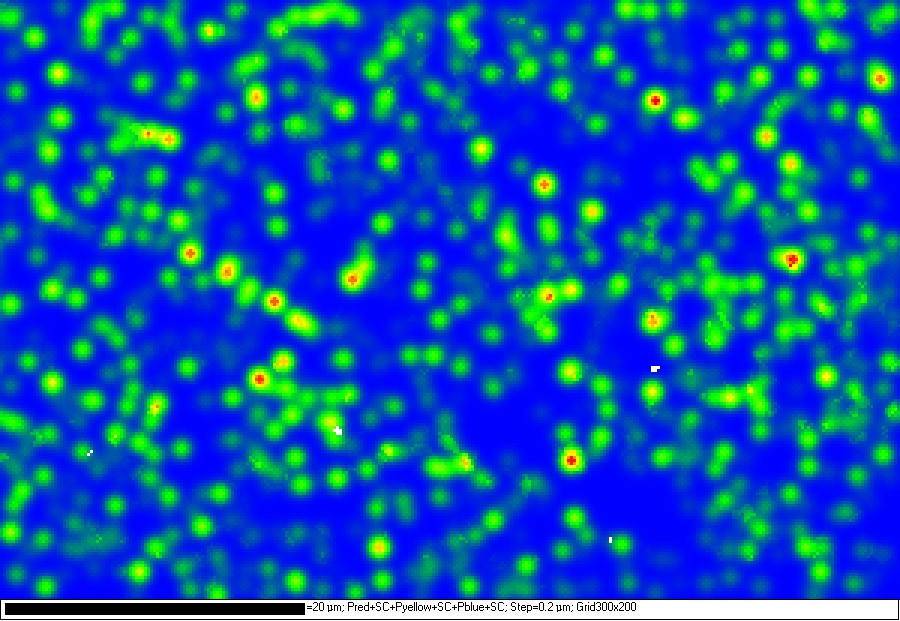 =20 µm; Pred+SC+Pyellow+SC+Pblue+SC; Step=0.2 µm; Grid300x200